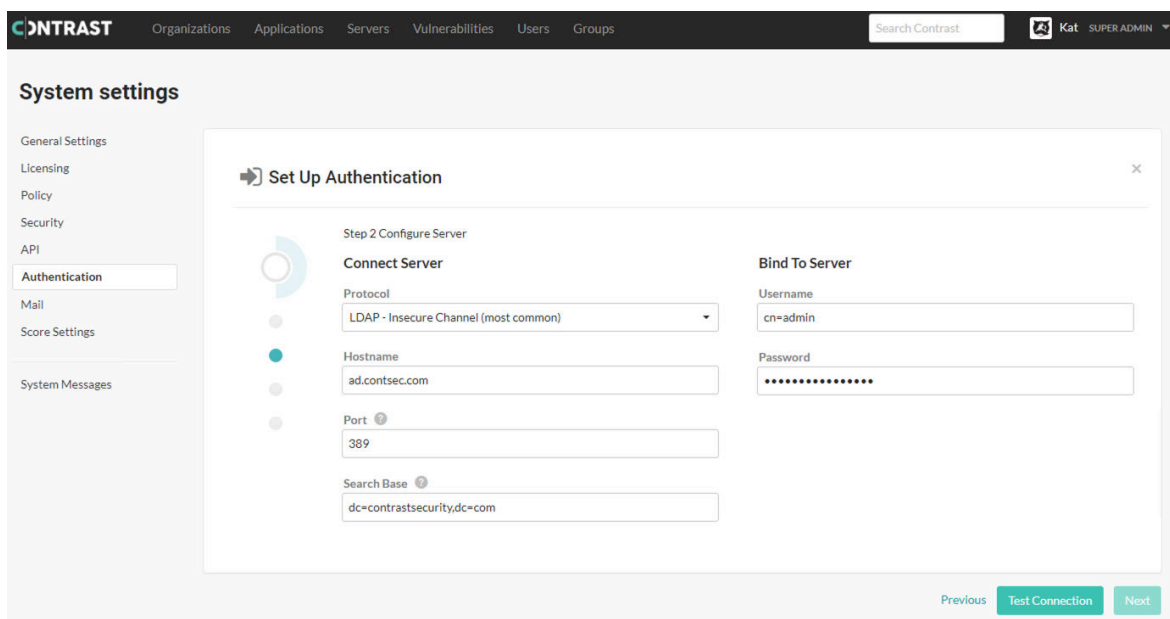 CONTRAST Organizations Applications Servers Vulnerabilities Users Groups Search Contrast Kat SUPER ADMIN
System settings
General Settings
Licensing
Policy
Security
API
Authentication
Mail
Score Settings
System Messages
Set Up Authentication
Step 2 Configure Server
Connect Server
Protocol
LDAP - Insecure Channel (most common)
Hostname
ad.contsec.com
Port
389
Search Base
dc=contrastsecurity,dc=com
Bind To Server
Username
cn=admin
Password
••••••••••••••••
Previous Test Connection Next